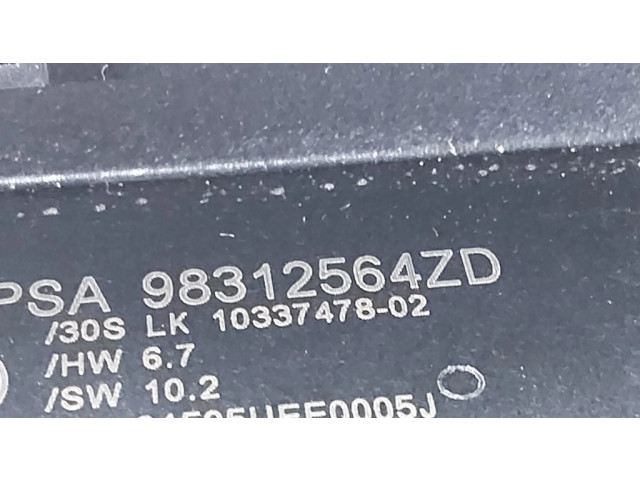 PSA 98312564ZD
/30S LK 10337478-02
/HW 6.7
/SW 10.2